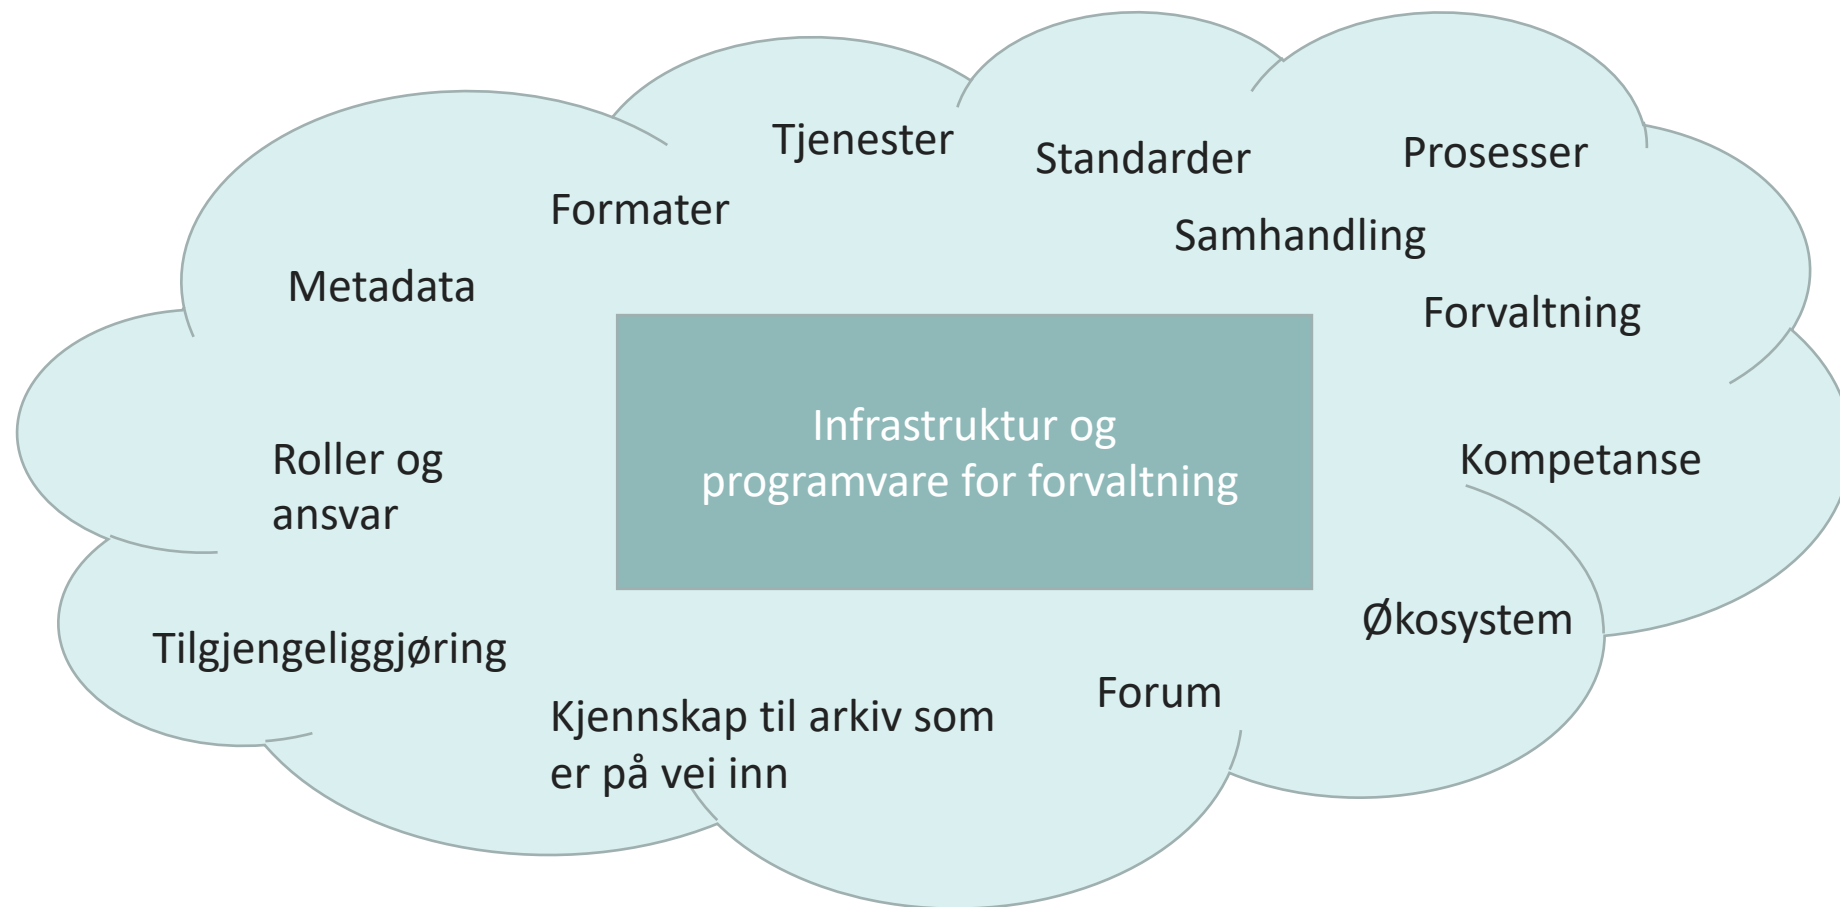 Tjenester
Standarder
Prosesser
Formater
Samhandling
Metadata
Forvaltning
Infrastruktur og
programvare for forvaltning
Roller og
ansvar
Kompetanse
Økosystem
Tilgjengeliggjøring
Forum
Kjennskap til arkiv som
er på vei inn